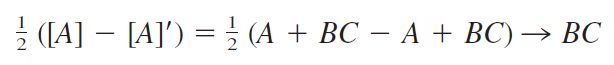 ½ ([A] − [A]′) = ½ (A + BC − A + BC) → BC